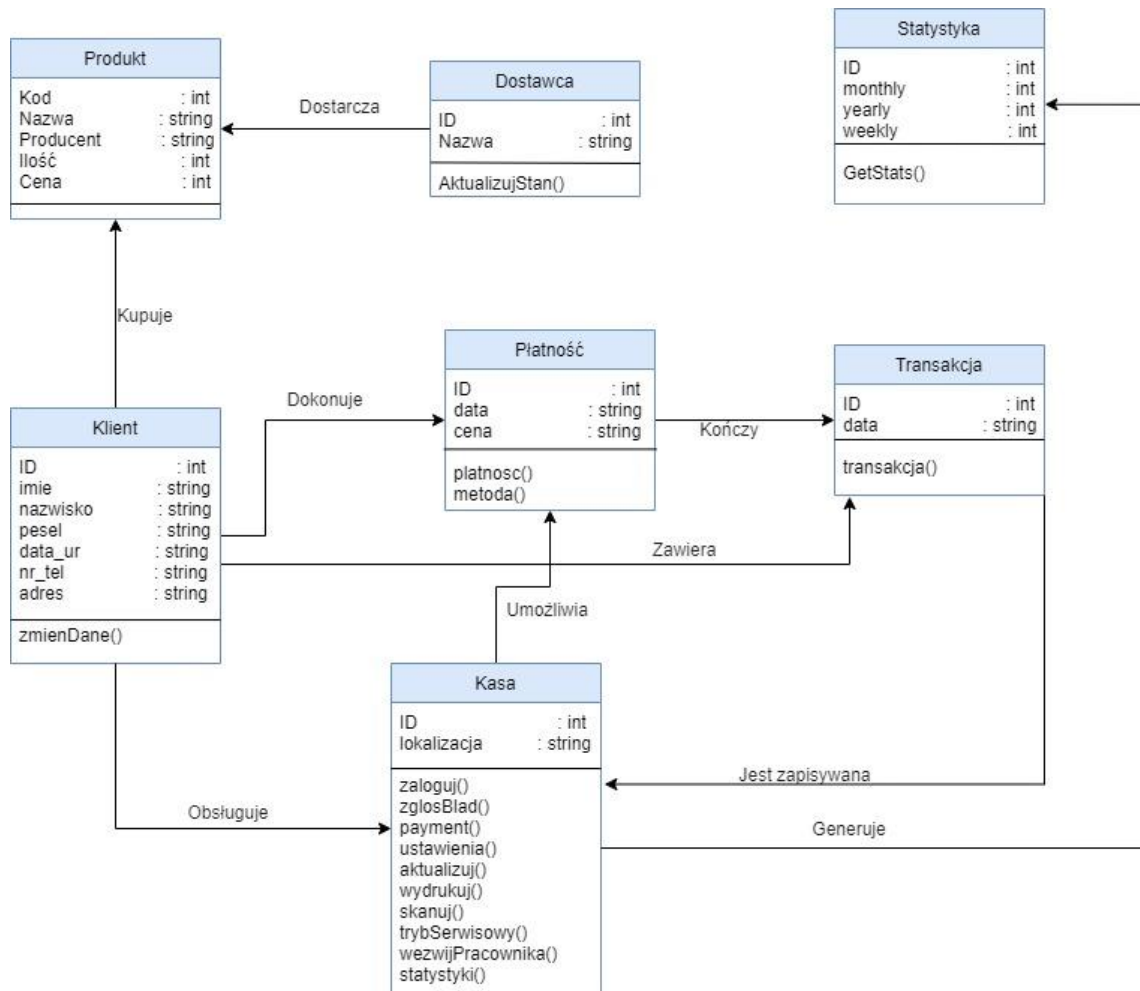 Produkt
Kod : int
Nazwa : string
Producent : string
Ilość : int
Cena : int
Dostarcza
Dostawca
ID : int
Nazwa : string
AktualizujStan()
Statystyka
ID : int
monthly : int
yearly : int
weekly : int
GetStats()
Kupuje
Klient
ID : int
imie : string
nazwisko : string
pesel : string
data_ur : string
nr_tel : string
adres : string
zmienDane()
Dokonuje
Płatność
ID : int
data : string
cena : string
platnosc()
metoda()
Kończy
Transakcja
ID : int
data : string
transakcja()
Zawiera
Umożliwia
Obsługuje
Kasa
ID : int
lokalizacja : string
zaloguj()
zglosBlad()
payment()
ustawienia()
aktualizuj()
wydrukuj()
skanuj()
trybSerwisowy()
wezwijPracownika()
statystyki()
Jest zapisywana
Generuje